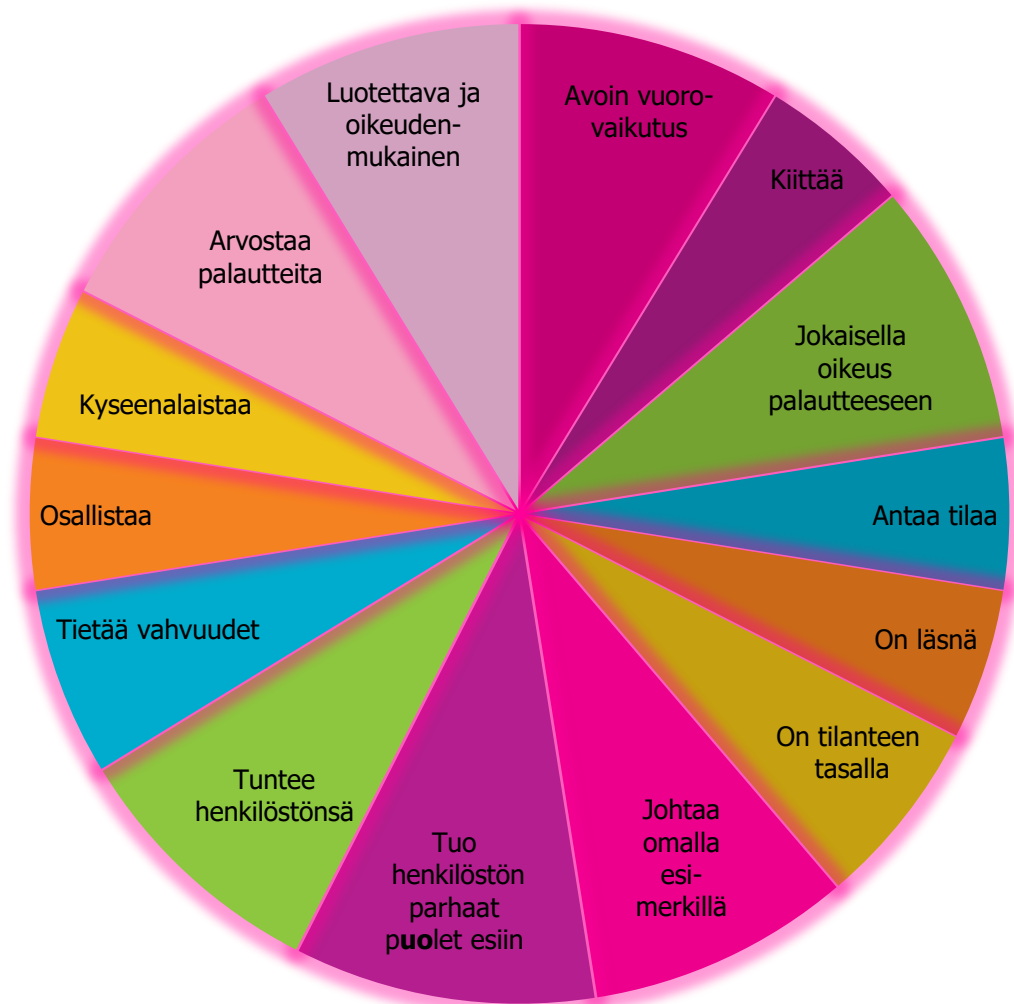 Avoin vuoro-
vaikutus
Kiittää
Jokaisella
oikeus
palautteeseen
Antaa tilaa
On läsnä
On tilanteen
tasalla
Johtaa
omalla
esi-
merkillä
Tuo
henkilöstön
parhaat
puolet esiin
Tuntee
henkilöstönsä
Tietää vahvuudet
Osallistaa
Kyseenalaistaa
Arvostaa
palautteita
Luotettava ja
oikeuden-
mukainen